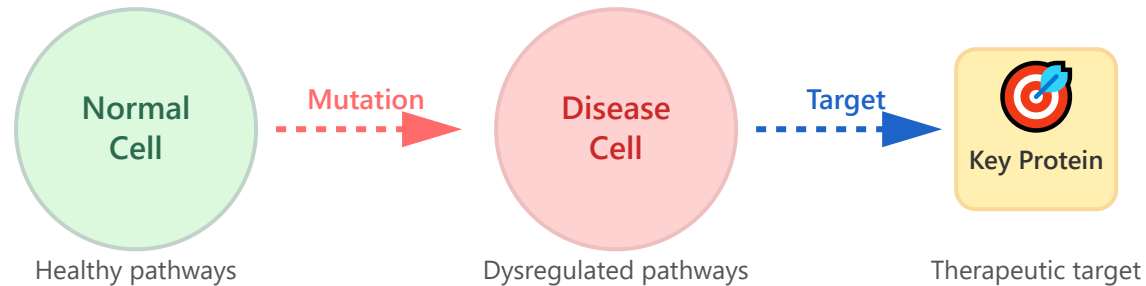 Normal
Cell
Mutation
Disease
Cell
Target
Key Protein
Healthy pathways
Dysregulated pathways
Therapeutic target